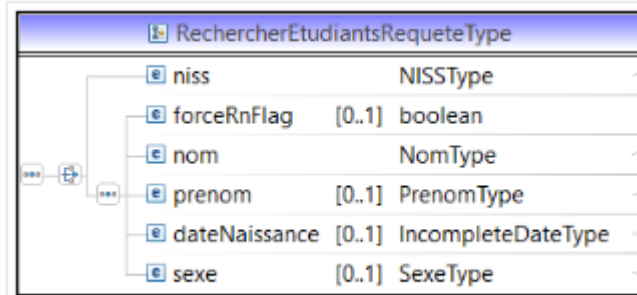 RechercherEtudiantsRequeteType
niss NISSType
forceRnFlag [0..1] boolean
nom NomType
prenom [0..1] PrenomType
dateNaissance [0..1] IncompleteDateType
sexe [0..1] SexeType